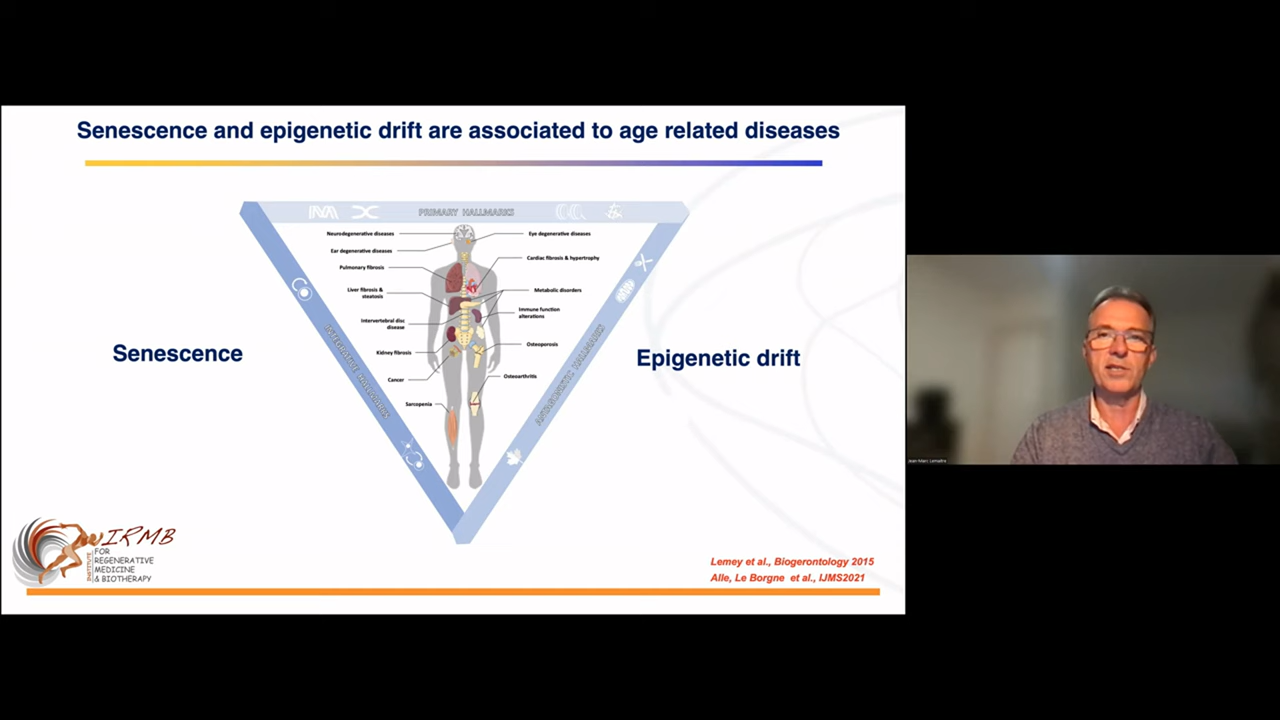 Senescence and epigenetic drift are associated to age related diseases
PRIMARY HALLMARKS
Neurodegenerative diseases
Eye degenerative diseases
Ear degenerative diseases
Cardiac fibrosis & hypertrophy
Pulmonary fibrosis
Liver fibrosis &
steatosis
Metabolic disorders
Immune function
alterations
Intervertebral disc
disease
Osteoporosis
Kidney fibrosis
Cancer
Osteoarthritis
Sarcopenia
INTEGRATIVE HALLMARKS
ANTAGONISTIC HALLMARKS
Senescence
Epigenetic drift
IRMB
INSTITUTE
FOR
REGENERATIVE
MEDICINE
& BIOTHERAPY
Lemey et al., Biogerontology 2015
Alle, Le Borgne et al., IJMS2021
Jean-Marc Lemaitre